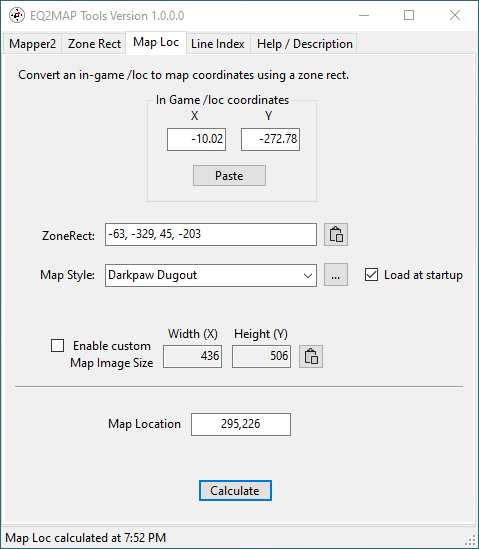 EQ2MAP Tools Version 1.0.0.0
Mapper2 Zone Rect Map Loc Line Index Help / Description
Convert an in-game /loc to map coordinates using a zone rect.
In Game /loc coordinates
X Y
-10.02 -272.78
Paste
ZoneRect: -63, -329, 45, -203
Map Style: Darkpaw Dugout ... Load at startup
Width (X) Height (Y)
Enable custom
Map Image Size 436 506
Map Location 295,226
Calculate
Map Loc calculated at 7:52 PM